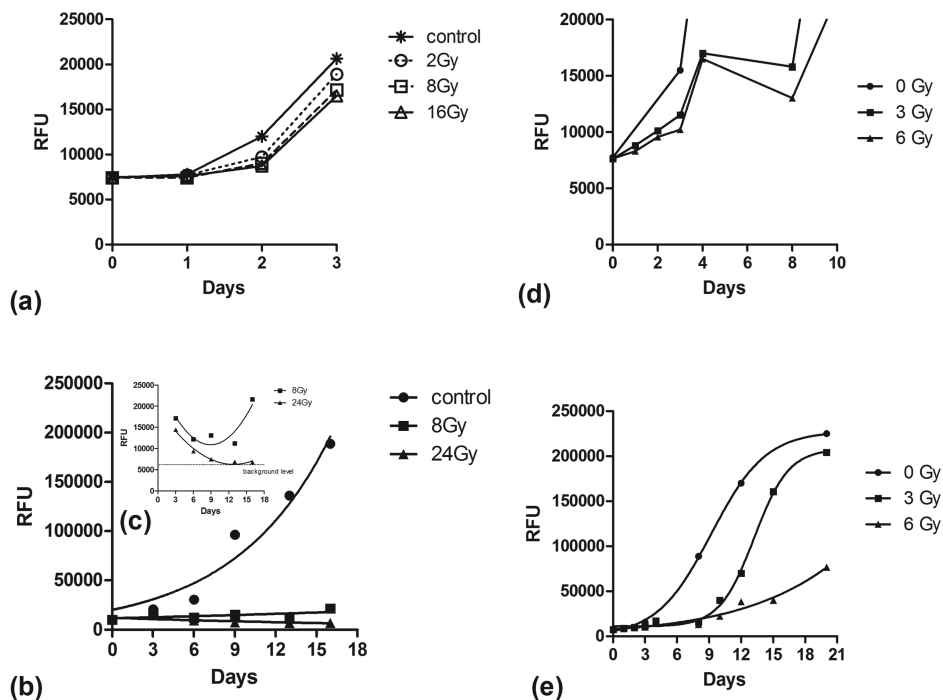 25000
20000
15000
10000
5000
0
RFU
0 1 2 3
Days
control
2Gy
8Gy
16Gy
(a)
20000
15000
10000
5000
0
RFU
0 2 4 6 8 10
Days
0 Gy
3 Gy
6 Gy
(d)
250000
200000
150000
100000
50000
0
RFU
0 3 6 9 12 15 18
Days
control
8Gy
24Gy
(b)
25000
20000
15000
10000
5000
0
RFU
0 3 6 9 12 15 18
Days
8Gy
24Gy
background level
(c)
250000
200000
150000
100000
50000
0
RFU
0 3 6 9 12 15 18 21
Days
0 Gy
3 Gy
6 Gy
(e)